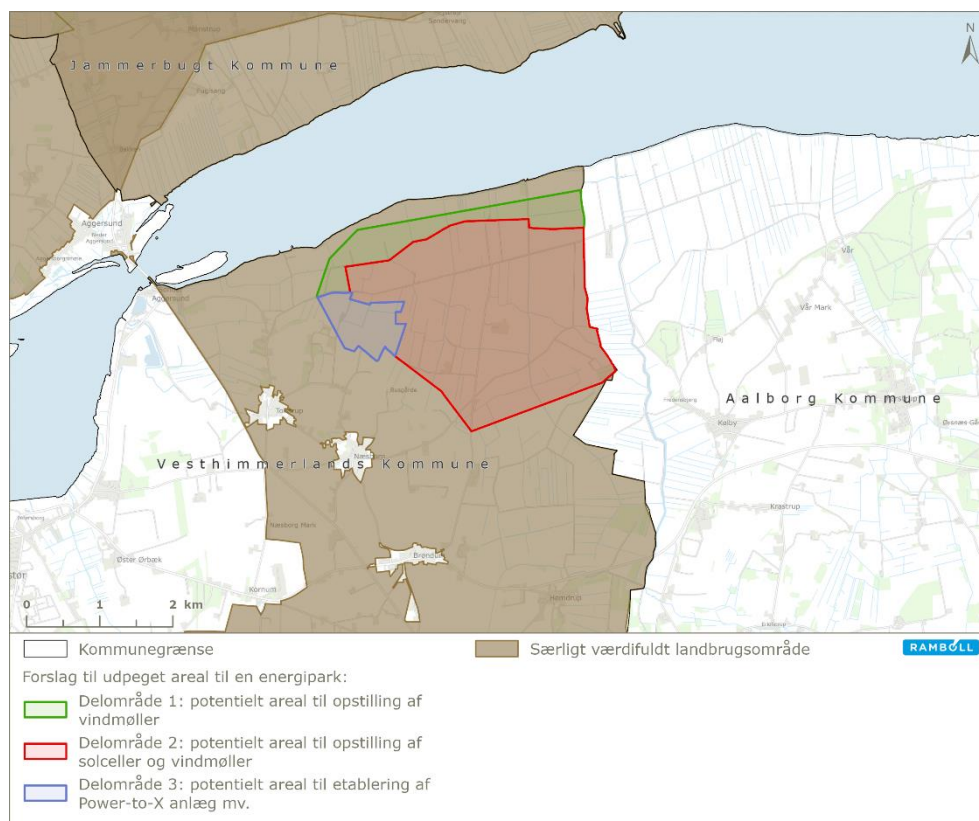 N
Jammerbugt Kommune
Aggersund
Aggersund
Vår
Vår Mark
Kølby
Aalborg Kommune
Næsborg
Vesthimmerlands Kommune
Næsborg Mark
Krastrup
Øster Ørbæk
Kornum
0 1 2 km
Kommunegrænse
Særligt værdifuldt landbrugsområde
RAMBOLL
Forslag til udpeget areal til en energipark:
Delområde 1: potentielt areal til opstilling af
vindmøller
Delområde 2: potentielt areal til opstilling af
solceller og vindmøller
Delområde 3: potentielt areal til etablering af
Power-to-X anlæg mv.